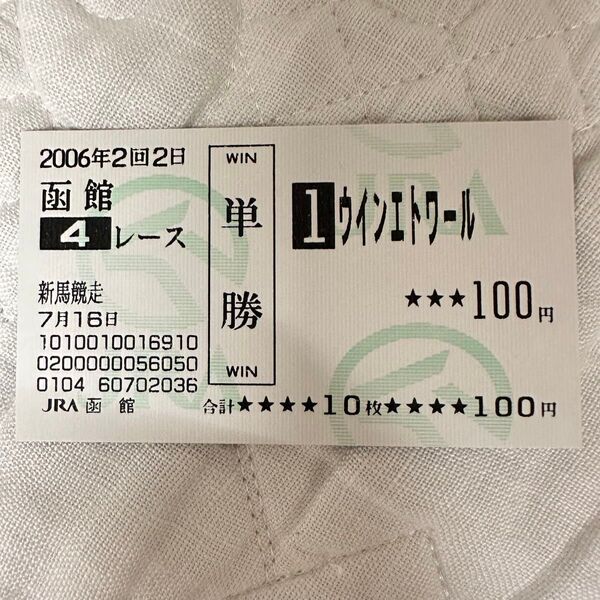 2006年2回2日
函館
4レース
新馬競走
7月16日
1010010016910
0200000056050
0104 60702036
JRA 函 館
WIN
単
勝
WIN
1 ウインエトワール
★★★100円
合計★★★★10枚★★★★100円
JRA
JRA